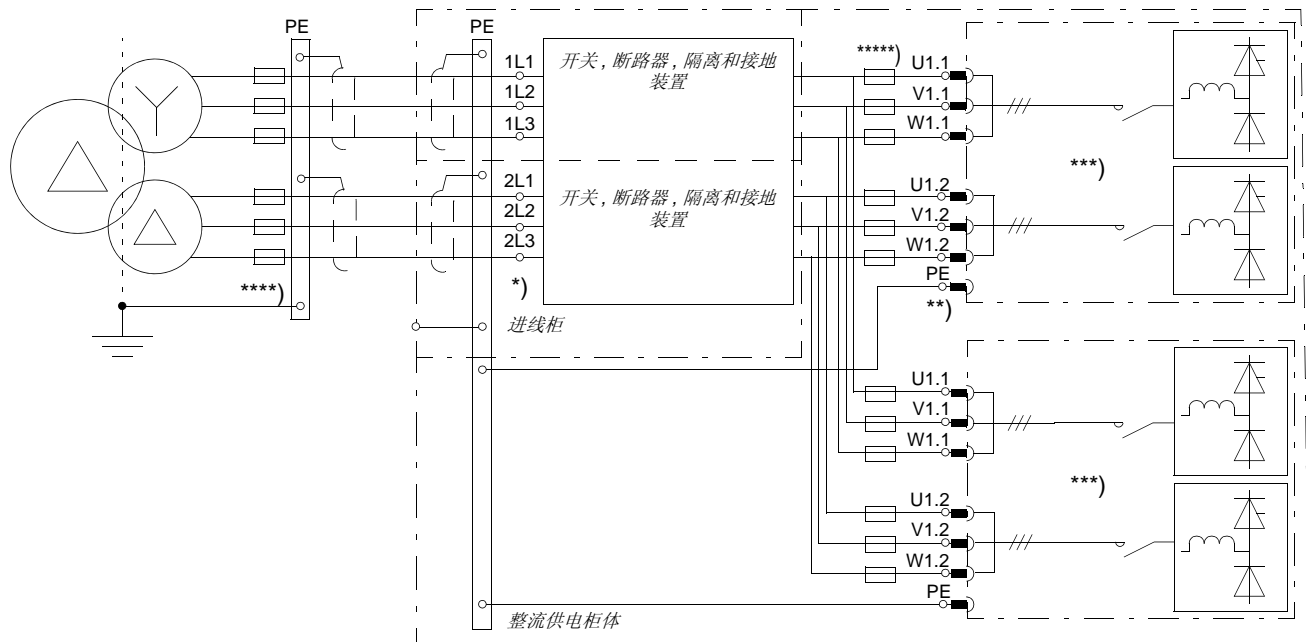 PE
PE
1L1
1L2
1L3
2L1
2L2
2L3
*)
****)
开关 , 断路器 , 隔离和接地
装置
开关 , 断路器 , 隔离和接地
装置
进线柜
*****)
U1.1
V1.1
W1.1
U1.2
V1.2
W1.2
PE
**)
***)
U1.1
V1.1
W1.1
U1.2
V1.2
W1.2
PE
***)
整流供电柜体